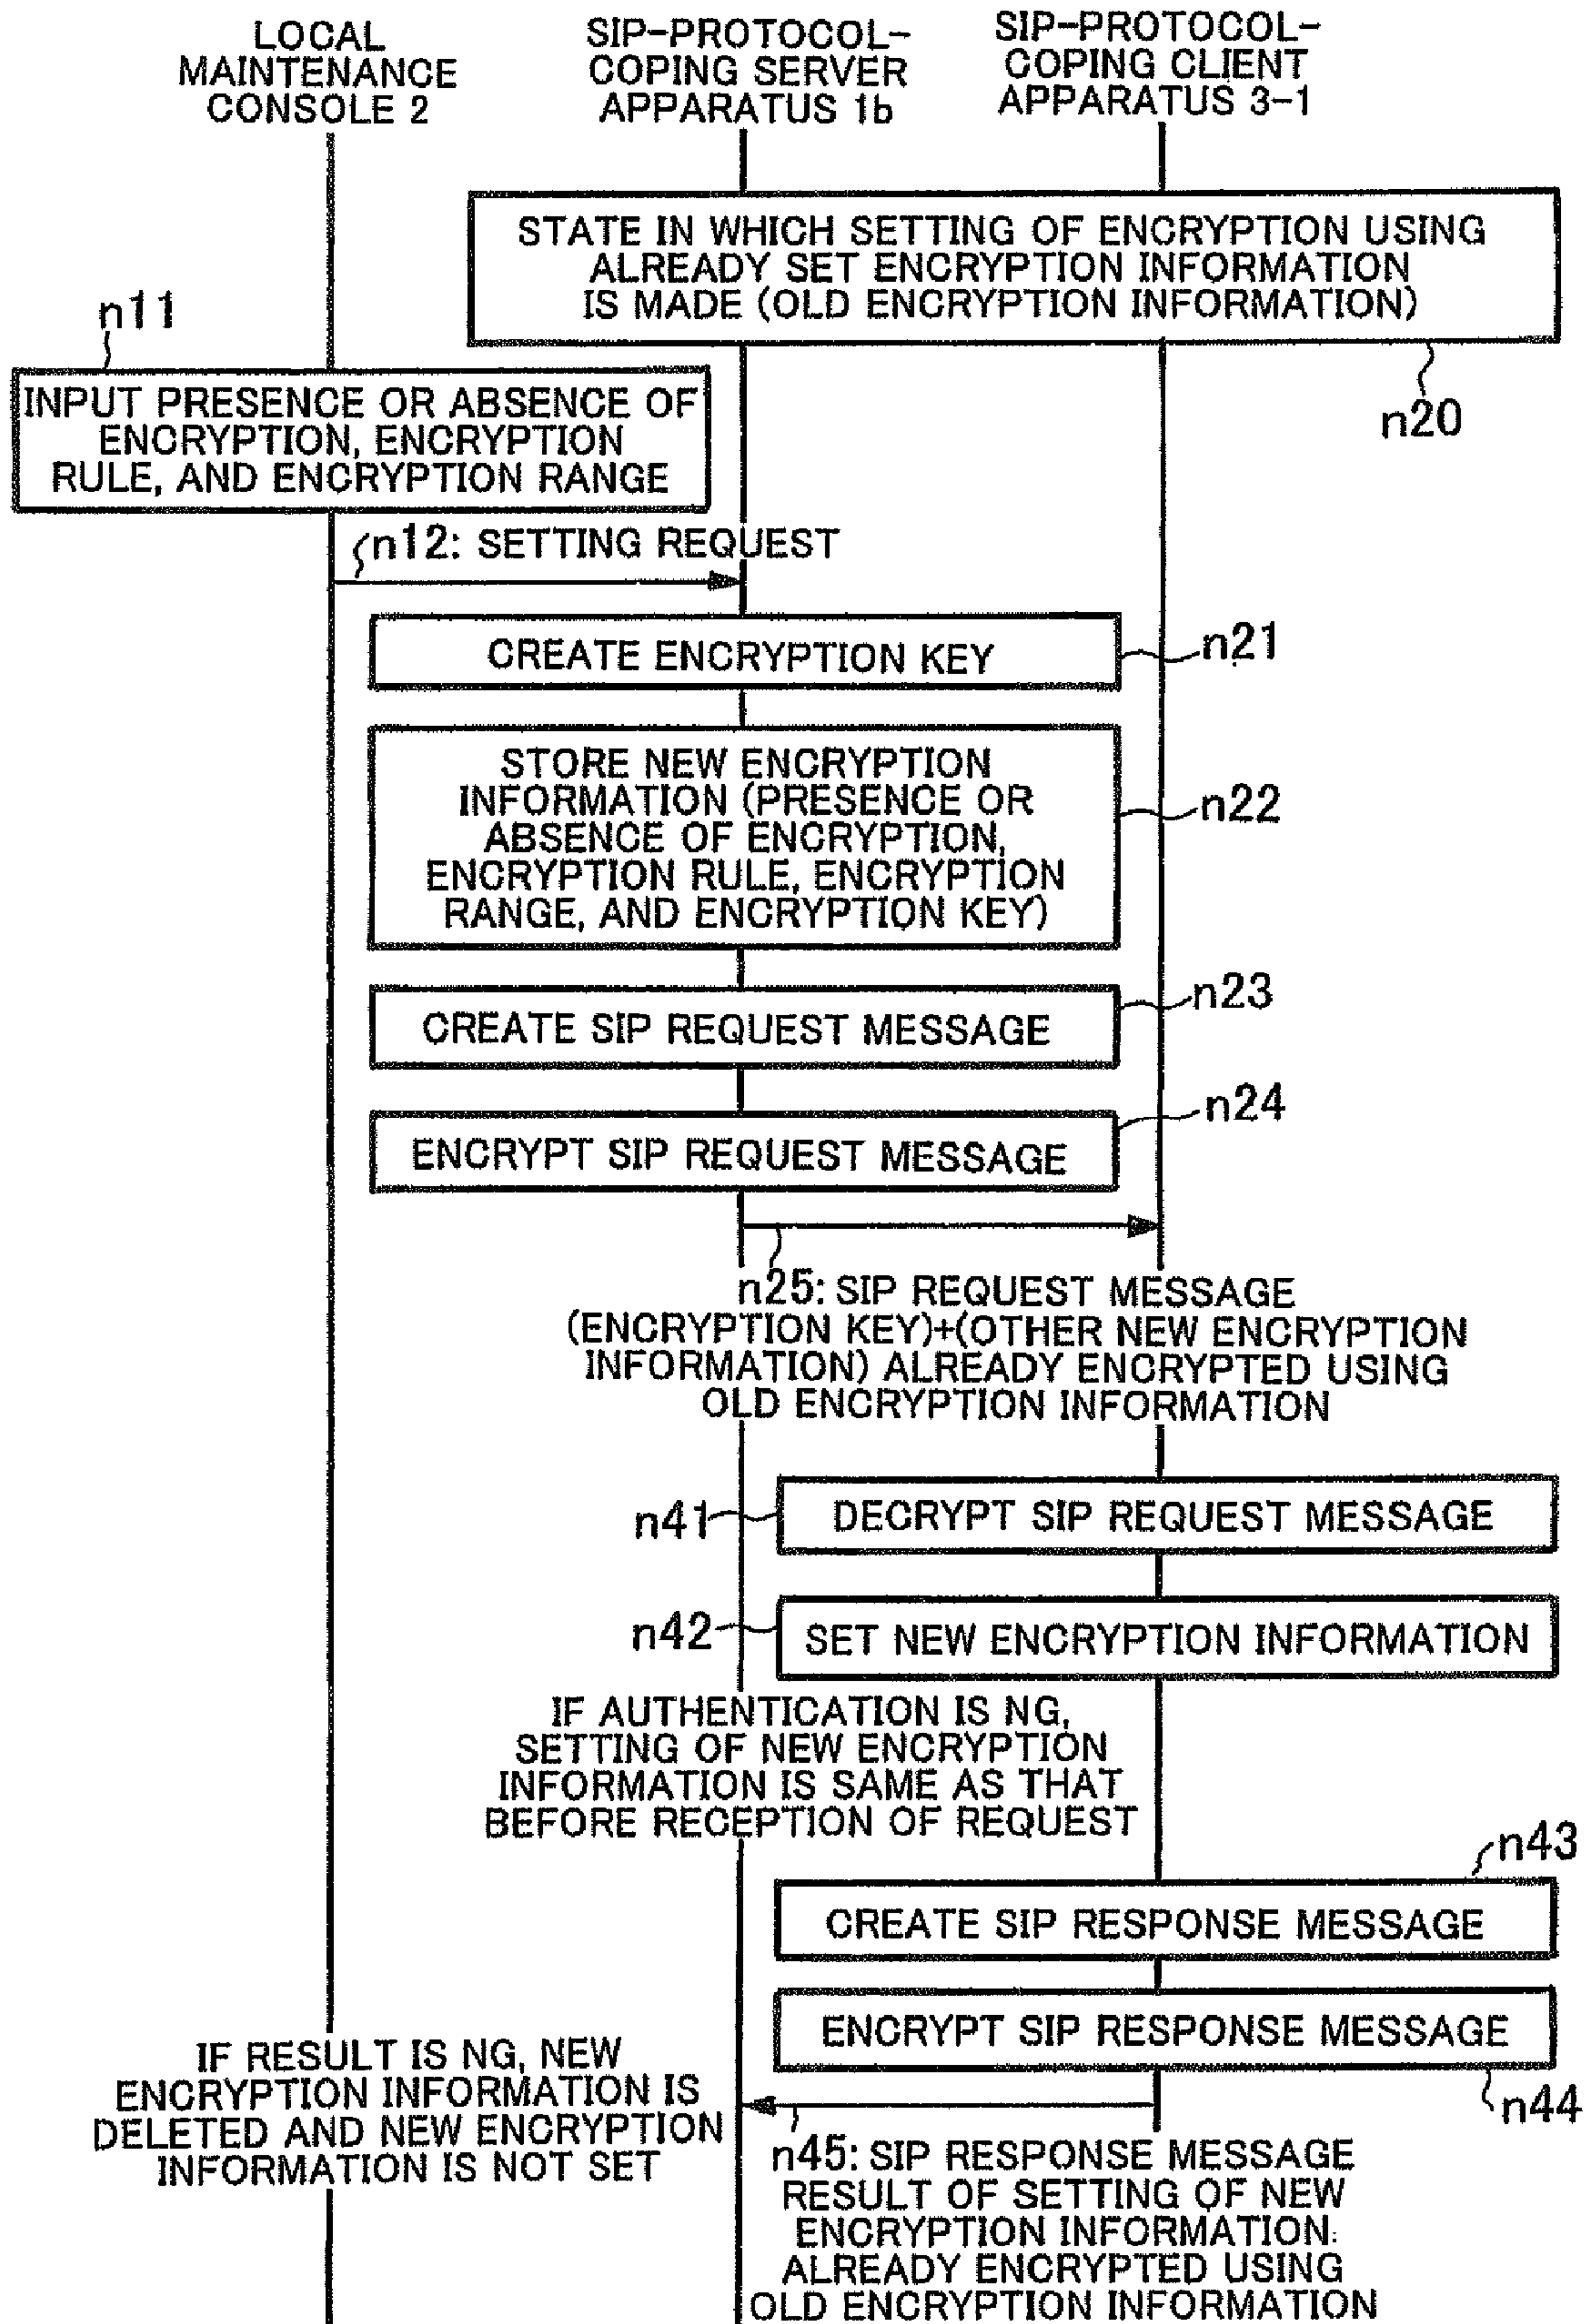 LOCAL
MAINTENANCE
CONSOLE 2
SIP-PROTOCOL-
COPING SERVER
APPARATUS 1b
SIP-PROTOCOL-
COPING CLIENT
APPARATUS 3-1
STATE IN WHICH SETTING OF ENCRYPTION USING
ALREADY SET ENCRYPTION INFORMATION
IS MADE (OLD ENCRYPTION INFORMATION)
n20
n11
INPUT PRESENCE OR ABSENCE OF
ENCRYPTION, ENCRYPTION
RULE, AND ENCRYPTION RANGE
n12: SETTING REQUEST
CREATE ENCRYPTION KEY
n21
STORE NEW ENCRYPTION
INFORMATION (PRESENCE OR
ABSENCE OF ENCRYPTION,
ENCRYPTION RULE, ENCRYPTION
RANGE, AND ENCRYPTION KEY)
n22
CREATE SIP REQUEST MESSAGE
n23
ENCRYPT SIP REQUEST MESSAGE
n24
n25: SIP REQUEST MESSAGE
(ENCRYPTION KEY)+(OTHER NEW ENCRYPTION
INFORMATION) ALREADY ENCRYPTED USING
OLD ENCRYPTION INFORMATION
n41
DECRYPT SIP REQUEST MESSAGE
n42
SET NEW ENCRYPTION INFORMATION
IF AUTHENTICATION IS NG,
SETTING OF NEW ENCRYPTION
INFORMATION IS SAME AS THAT
BEFORE RECEPTION OF REQUEST
n43
CREATE SIP RESPONSE MESSAGE
ENCRYPT SIP RESPONSE MESSAGE
n44
IF RESULT IS NG, NEW
ENCRYPTION INFORMATION IS
DELETED AND NEW ENCRYPTION
INFORMATION IS NOT SET
n45: SIP RESPONSE MESSAGE
RESULT OF SETTING OF NEW
ENCRYPTION INFORMATION:
ALREADY ENCRYPTED USING
OLD ENCRYPTION INFORMATION